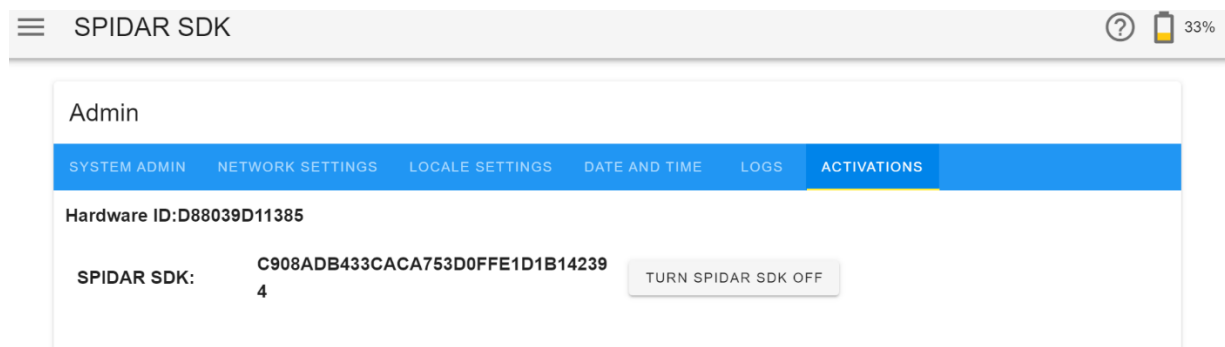 SPIDAR SDK
33%
Admin
SYSTEM ADMIN NETWORK SETTINGS LOCALE SETTINGS DATE AND TIME LOGS ACTIVATIONS
Hardware ID:D88039D11385
SPIDAR SDK: C908ADB433CACA753D0FFE1D1B14239 TURN SPIDAR SDK OFF
4